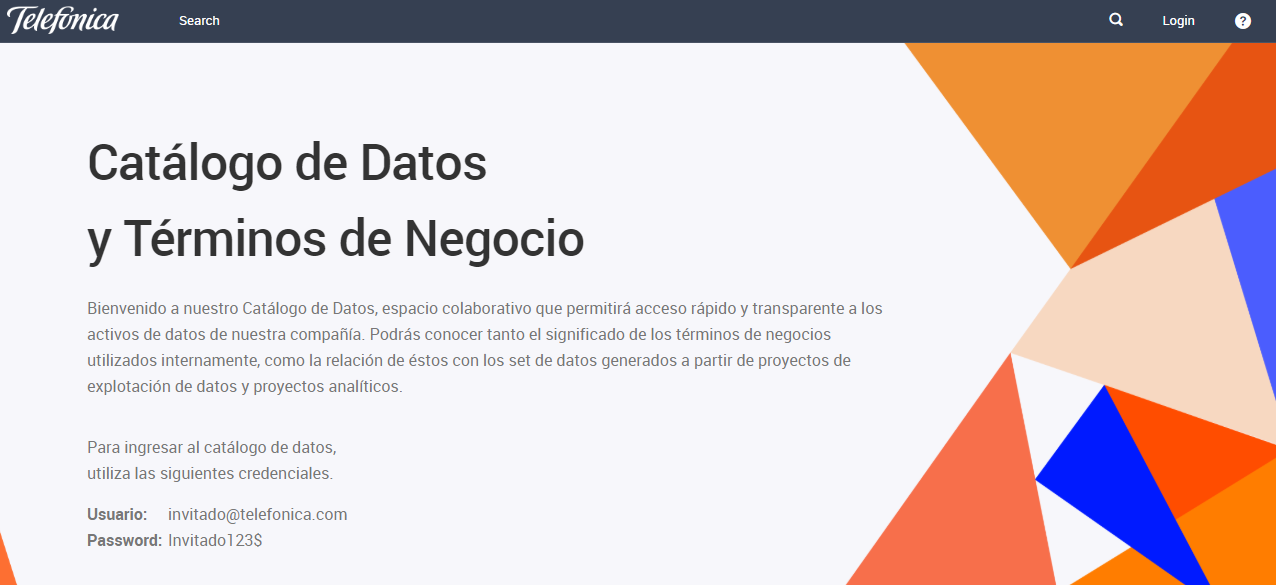 Telefónica
Search
Login
?
Catálogo de Datos
y Términos de Negocio
Bienvenido a nuestro Catálogo de Datos, espacio colaborativo que permitirá acceso rápido y transparente a los
activos de datos de nuestra compañía. Podrás conocer tanto el significado de los términos de negocios
utilizados internamente, como la relación de éstos con los set de datos generados a partir de proyectos de
explotación de datos y proyectos analíticos.
Para ingresar al catálogo de datos,
utiliza las siguientes credenciales.
Usuario: invitado@telefonica.com
Password: Invitado123$